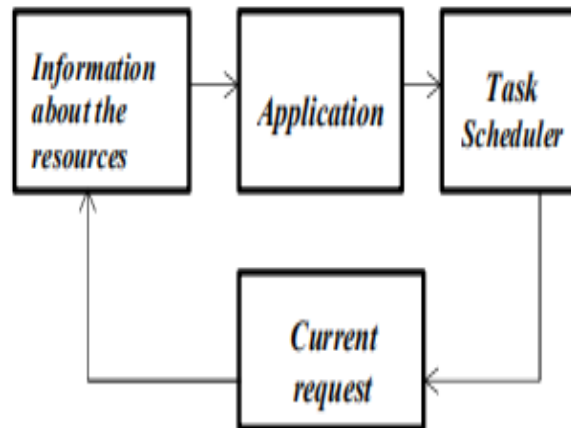 Information
about the
resources
Application
Task
Scheduler
Current
request